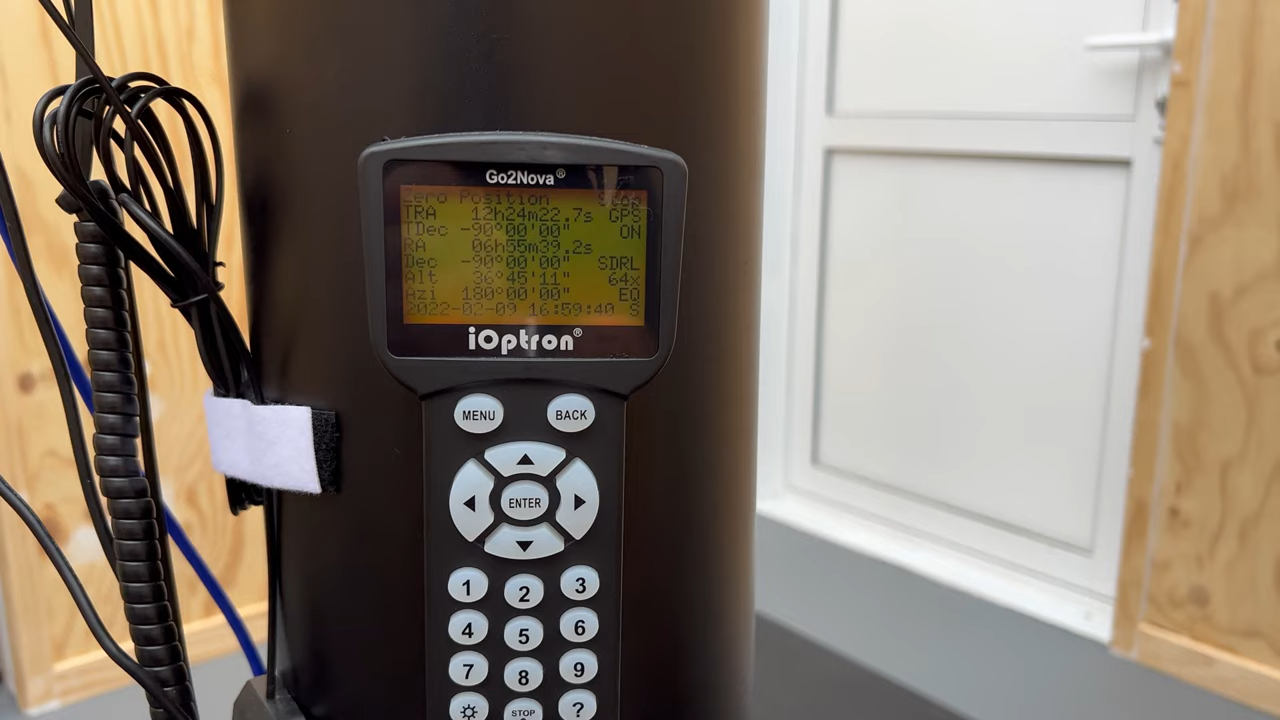 Go2Nova®
Zero Position Stop
TRA 12h24m22.7s GPS
TDec -90°00'00" ON
RA 06h55m39.2s
Dec -90°00'00" SDRL
Alt 36°45'11" 64x
Azi 180°00'00" EQ
2022-02-09 16:59:40 S
iOptron®
MENU BACK
ENTER
1 2 3
4 5 6
7 8 9
STOP ?